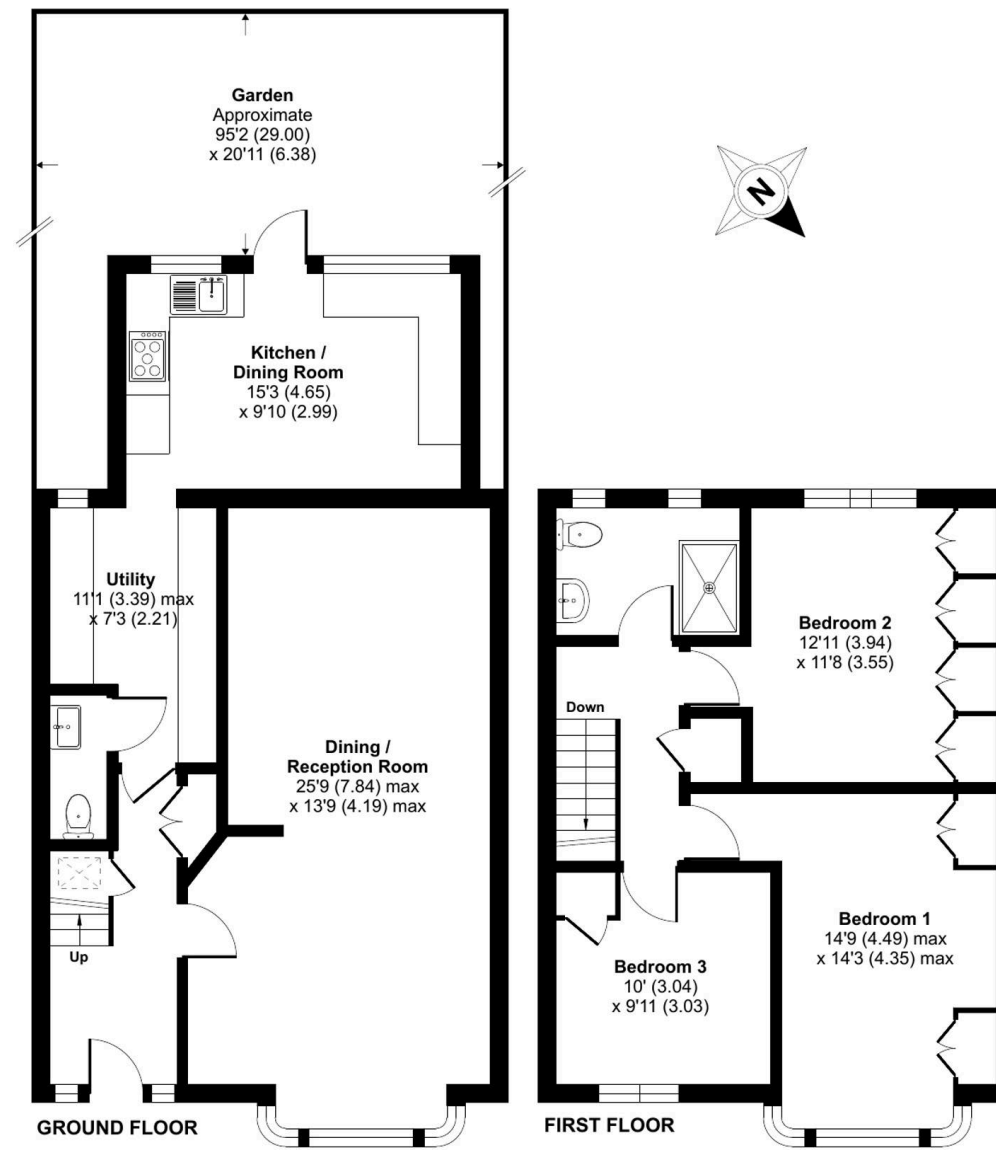 Garden
Approximate
95'2 (29.00)
x 20'11 (6.38)
N
Kitchen /
Dining Room
15'3 (4.65)
x 9'10 (2.99)
Utility
11'1 (3.39) max
x 7'3 (2.21)
Dining /
Reception Room
25'9 (7.84) max
x 13'9 (4.19) max
Up
GROUND FLOOR
Bedroom 2
12'11 (3.94)
x 11'8 (3.55)
Down
Bedroom 1
14'9 (4.49) max
x 14'3 (4.35) max
Bedroom 3
10' (3.04)
x 9'11 (3.03)
FIRST FLOOR